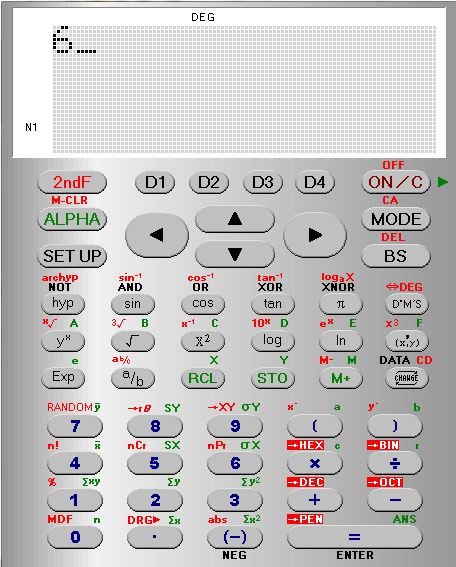 DEG
6_
N1
OFF
2ndF D1 D2 D3 D4 ON/C
M-CLR CA
ALPHA MODE
DEL
SET UP BS
archyp sin⁻¹ cos⁻¹ tan⁻¹ logₐX ⇔DEG
NOT AND OR XOR XNOR
hyp sin cos tan π D°M'S
ˣ√ A ³√ B x⁻¹ C 10ˣ D eˣ E x³ F
yˣ √ X² log ln (x,y)
e ab/c X Y M- M DATA CD
Exp a/b RCL STO M+ CHANGE
RANDOM ȳ →rθ SY →XY σY x' a y' b
7 8 9 ( )
n! x̄ nCr SX nPr σX →HEX c →BIN r
4 5 6 × ÷
% Σxy Σy Σy² →DEC →OCT
1 2 3 + −
MDF n DRG▶ Σx abs Σx² →PEN ANS
0 · (−) =
NEG ENTER